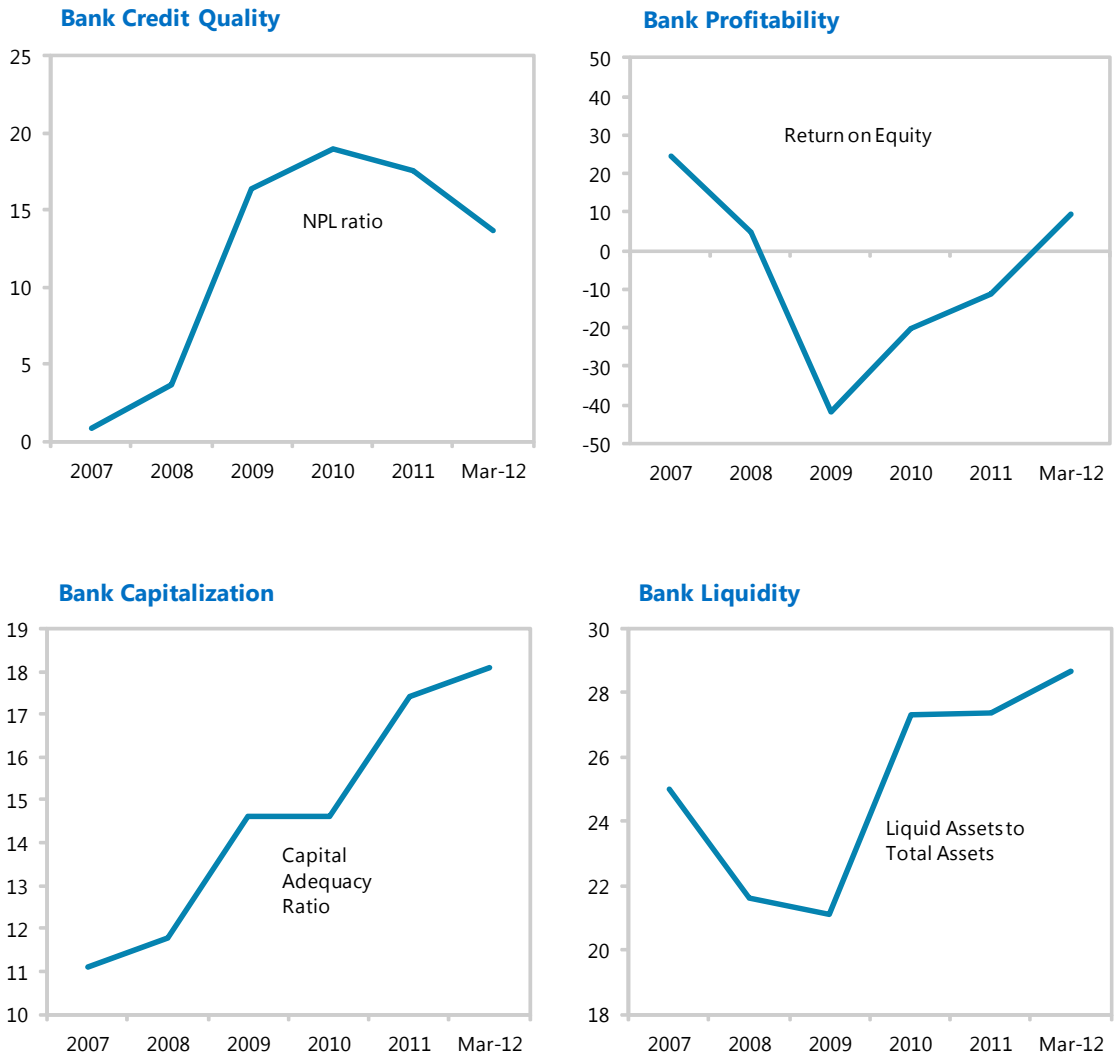 Bank Credit Quality
25
20
15
10
5
0
NPL ratio
2007 2008 2009 2010 2011 Mar-12
Bank Profitability
50
40
30
20
10
0
-10
-20
-30
-40
-50
Return on Equity
2007 2008 2009 2010 2011 Mar-12
Bank Capitalization
19
18
17
16
15
14
13
12
11
10
Capital
Adequacy
Ratio
2007 2008 2009 2010 2011 Mar-12
Bank Liquidity
30
28
26
24
22
20
18
Liquid Assets to
Total Assets
2007 2008 2009 2010 2011 Mar-12